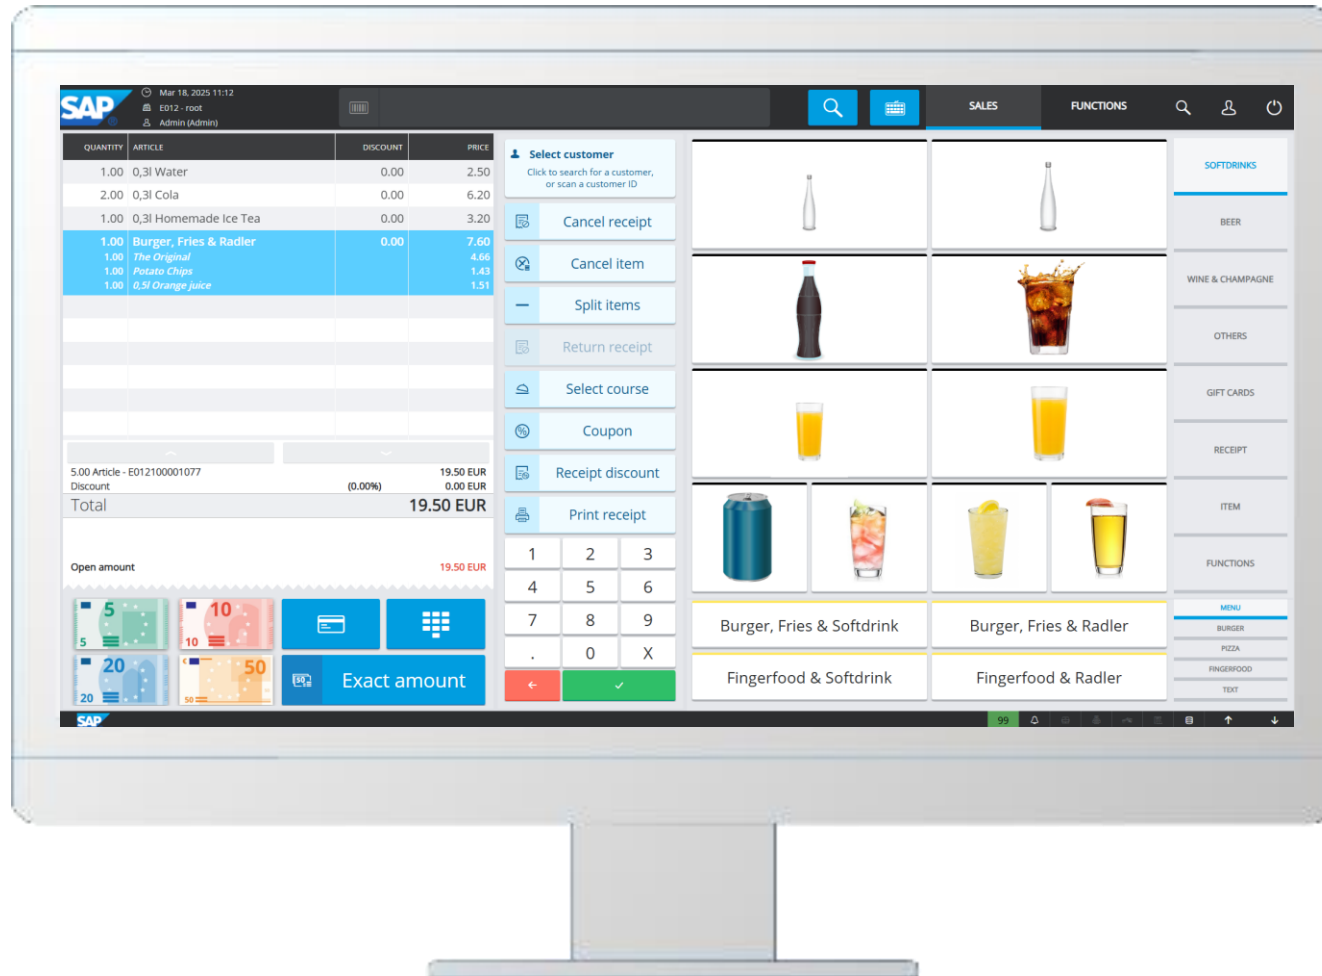 SAP
Mar 18, 2025 11:12
E012 - root
Admin (Admin)
SALES
FUNCTIONS
QUANTITY ARTICLE DISCOUNT PRICE
1.00 0,3l Water 0.00 2.50
2.00 0,3l Cola 0.00 6.20
1.00 0,3l Homemade Ice Tea 0.00 3.20
1.00 Burger, Fries & Radler 0.00 7.60
1.00 The Original 4.66
1.00 Potato Chips 1.43
1.00 0,5l Orange juice 1.51
5.00 Article - E012100001077 19.50 EUR
Discount (0.00%) 0.00 EUR
Total 19.50 EUR
Open amount 19.50 EUR
5
5
10
10
20
20
50
50
50
Exact amount
Select customer
Click to search for a customer,
or scan a customer ID
Cancel receipt
Cancel item
Split items
Return receipt
Select course
Coupon
Receipt discount
Print receipt
1 2 3
4 5 6
7 8 9
. 0 X
Burger, Fries & Softdrink
Burger, Fries & Radler
Fingerfood & Softdrink
Fingerfood & Radler
SOFTDRINKS
BEER
WINE & CHAMPAGNE
OTHERS
GIFT CARDS
RECEIPT
ITEM
FUNCTIONS
MENU
BURGER
PIZZA
FINGERFOOD
TEXT
SAP
99